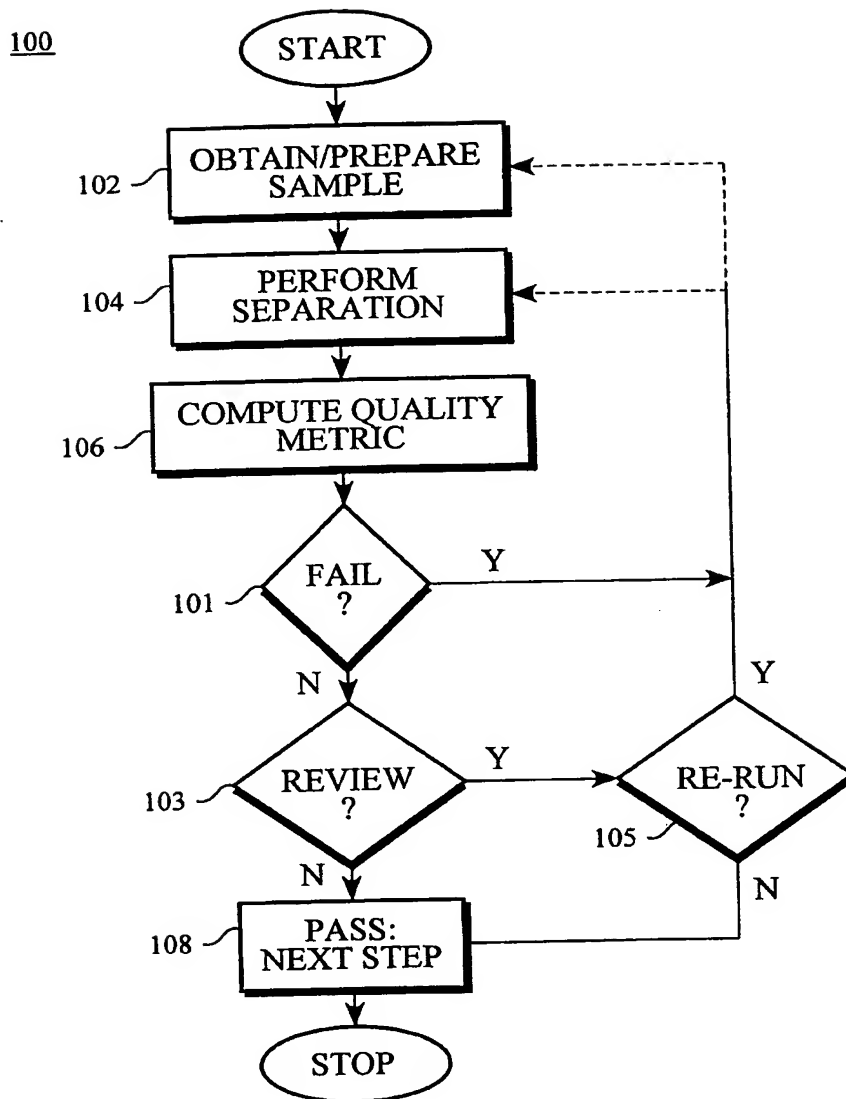 100
START
102
OBTAIN/PREPARE
SAMPLE
104
PERFORM
SEPARATION
106
COMPUTE QUALITY
METRIC
101
FAIL
?
Y
N
103
REVIEW
?
Y
N
RE-RUN
?
105
Y
N
108
PASS:
NEXT STEP
STOP